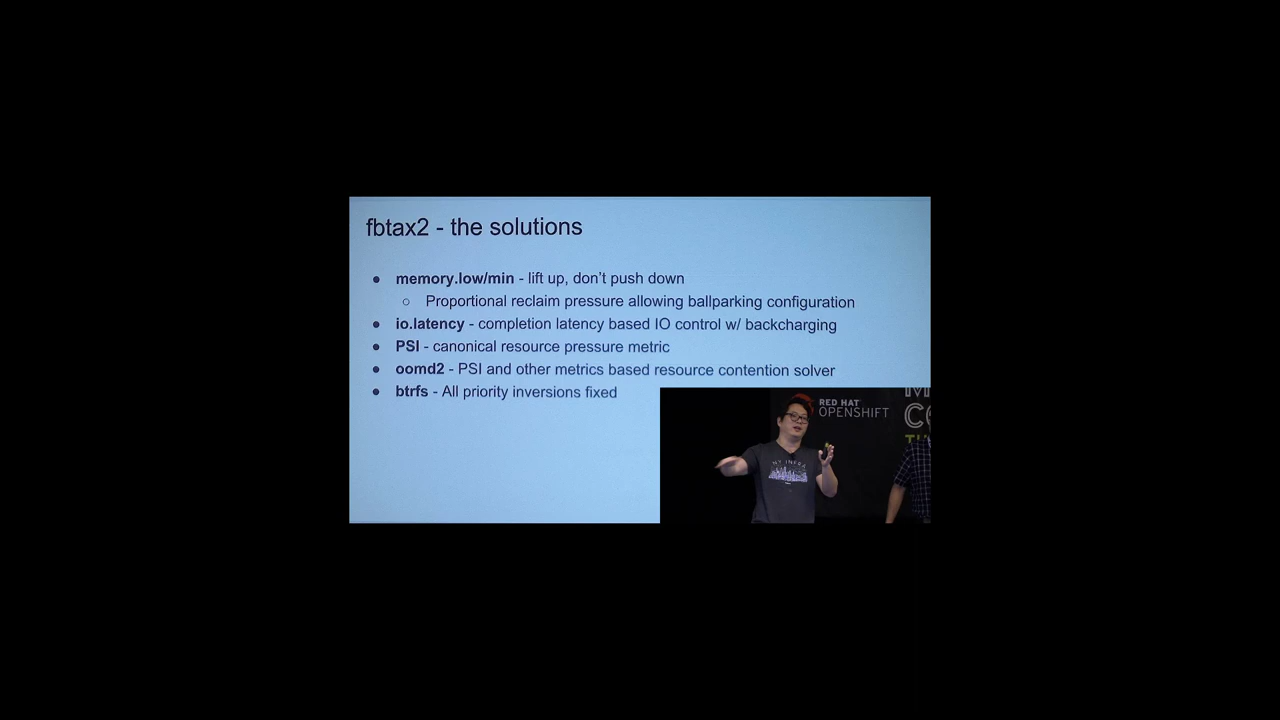 fbtax2 - the solutions
● memory.low/min - lift up, don't push down
○ Proportional reclaim pressure allowing ballparking configuration
● io.latency - completion latency based IO control w/ backcharging
● PSI - canonical resource pressure metric
● oomd2 - PSI and other metrics based resource contention solver
● btrfs - All priority inversions fixed
RED HAT
OPENSHIFT
NY INFRA